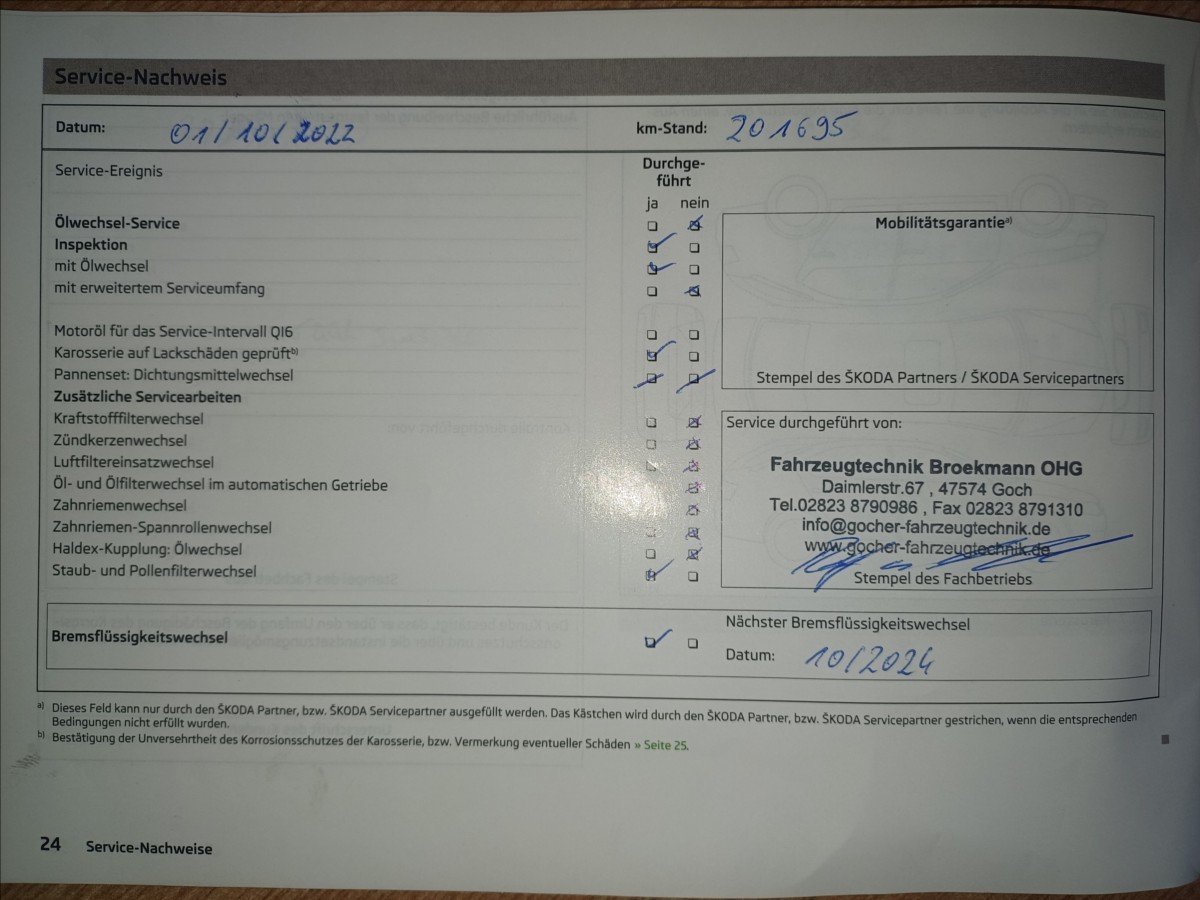 Service-Nachweis
Datum: 01/10/2022 km-Stand: 201695
Service-Ereignis
Durchge-
führt
ja nein
Ölwechsel-Service
Inspektion
mit Ölwechsel
mit erweitertem Serviceumfang
Motoröl für das Service-Intervall QI6
Karosserie auf Lackschäden geprüft b)
Pannenset: Dichtungsmittelwechsel
Zusätzliche Servicearbeiten
Kraftstofffilterwechsel
Zündkerzenwechsel
Luftfiltereinsatzwechsel
Öl- und Ölfilterwechsel im automatischen Getriebe
Zahnriemenwechsel
Zahnriemen-Spannrollenwechsel
Haldex-Kupplung: Ölwechsel
Staub- und Pollenfilterwechsel
Mobilitätsgarantie a)
Stempel des ŠKODA Partners / ŠKODA Servicepartners
Service durchgeführt von:
Fahrzeugtechnik Broekmann OHG
Daimlerstr.67 , 47574 Goch
Tel.02823 8790986 , Fax 02823 8791310
info@gocher-fahrzeugtechnik.de
www.gocher-fahrzeugtechnik.de
Stempel des Fachbetriebs
Bremsflüssigkeitswechsel
Nächster Bremsflüssigkeitswechsel
Datum: 10/2024
a) Dieses Feld kann nur durch den ŠKODA Partner, bzw. ŠKODA Servicepartner ausgefüllt werden. Das Kästchen wird durch den ŠKODA Partner, bzw. ŠKODA Servicepartner gestrichen, wenn die entsprechenden
Bedingungen nicht erfüllt wurden.
b) Bestätigung der Unversehrtheit des Korrosionsschutzes der Karosserie, bzw. Vermerkung eventueller Schäden » Seite 25.
24 Service-Nachweise